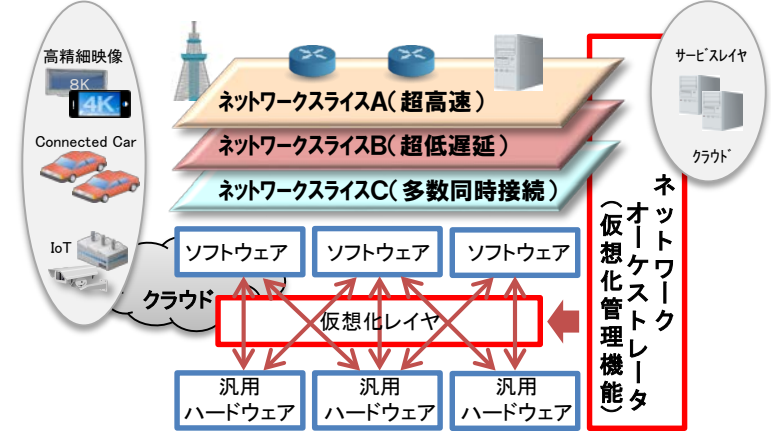 高精細映像
8K
4K
Connected Car
IoT
クラウド
ネットワークスライスA(超高速)
ネットワークスライスB(超低遅延)
ネットワークスライスC(多数同時接続)
ソフトウェア
ソフトウェア
ソフトウェア
仮想化レイヤ
汎用
ハードウェア
汎用
ハードウェア
汎用
ハードウェア
サービスレイヤ
クラウド
ネットワーク
オーケストレータ
(仮想化管理機能)